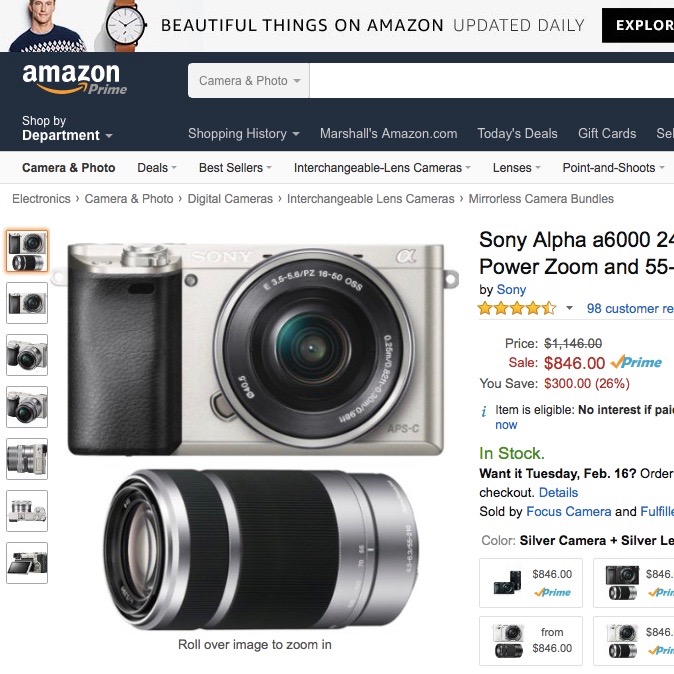 BEAUTIFUL THINGS ON AMAZON UPDATED DAILY EXPLOR
amazon
Prime
Camera & Photo
Shop by
Department
Shopping History Marshall's Amazon.com Today's Deals Gift Cards Sel
Camera & Photo Deals Best Sellers Interchangeable-Lens Cameras Lenses Point-and-Shoots
Electronics › Camera & Photo › Digital Cameras › Interchangeable Lens Cameras › Mirrorless Camera Bundles
SONY
α
E 3.5-5.6/PZ 16-50 OSS
0.25m/0.82ft-0.30m/0.98ft
Ø40.5
APS-C
Roll over image to zoom in
Sony Alpha a6000 24
Power Zoom and 55-
by Sony
98 customer re
Price: $1,146.00
Sale: $846.00 Prime
You Save: $300.00 (26%)
i Item is eligible: No interest if paid
now
In Stock.
Want it Tuesday, Feb. 16? Order
checkout. Details
Sold by Focus Camera and Fulfille
Color: Silver Camera + Silver Le
$846.00
Prime
$846.
Prin
from
$846.00
$846.
Prin